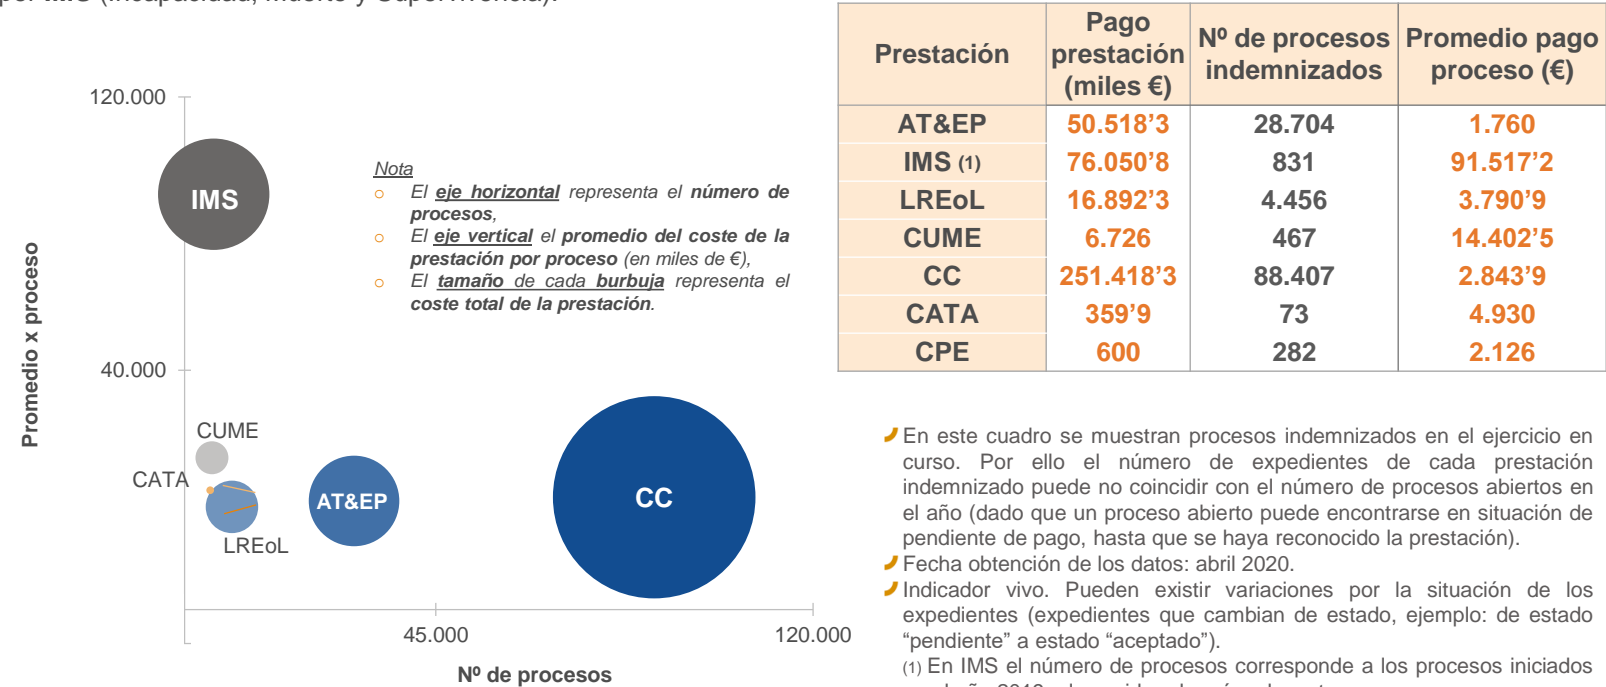 por IMS (Incapacidad, Muerte y Supervivencia).
120.000
40.000
45.000
120.000
Promedio x proceso
Nº de procesos
IMS
CUME
CATA
LREoL
AT&EP
CC
Nota
o El eje horizontal representa el número de
procesos,
o El eje vertical el promedio del coste de la
prestación por proceso (en miles de €),
o El tamaño de cada burbuja representa el
coste total de la prestación.
Prestación Pago prestación (miles €) Nº de procesos indemnizados Promedio pago proceso (€)
AT&EP 50.518’3 28.704 1.760
IMS (1) 76.050’8 831 91.517’2
LREoL 16.892’3 4.456 3.790’9
CUME 6.726 467 14.402’5
CC 251.418’3 88.407 2.843’9
CATA 359’9 73 4.930
CPE 600 282 2.126
En este cuadro se muestran procesos indemnizados en el ejercicio en
curso. Por ello el número de expedientes de cada prestación
indemnizado puede no coincidir con el número de procesos abiertos en
el año (dado que un proceso abierto puede encontrarse en situación de
pendiente de pago, hasta que se haya reconocido la prestación).
Fecha obtención de los datos: abril 2020.
Indicador vivo. Pueden existir variaciones por la situación de los
expedientes (expedientes que cambian de estado, ejemplo: de estado
“pendiente” a estado “aceptado”).
(1) En IMS el número de procesos corresponde a los procesos iniciados